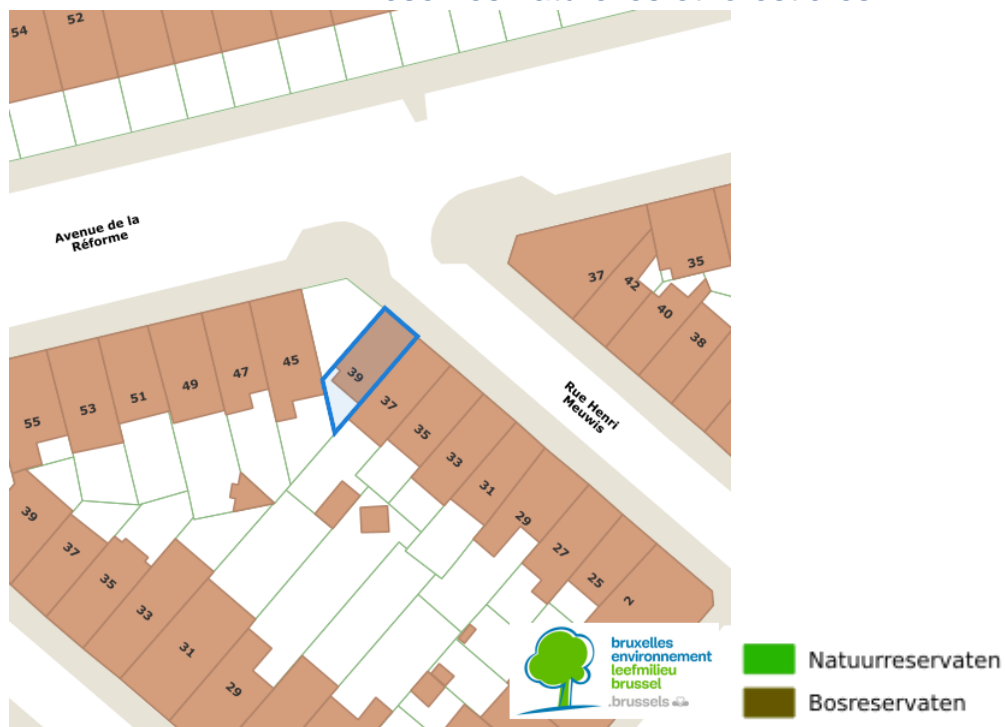 54
52
Avenue de la
Réforme
37
42
35
40
38
55
53
51
49
47
45
39
37
35
33
31
29
27
25
2
Rue Henri
Meuwis
39
37
35
33
31
29
bruxelles
environnement
leefmilieu
brussel
.brussels
Natuurreservaten
Bosreservaten